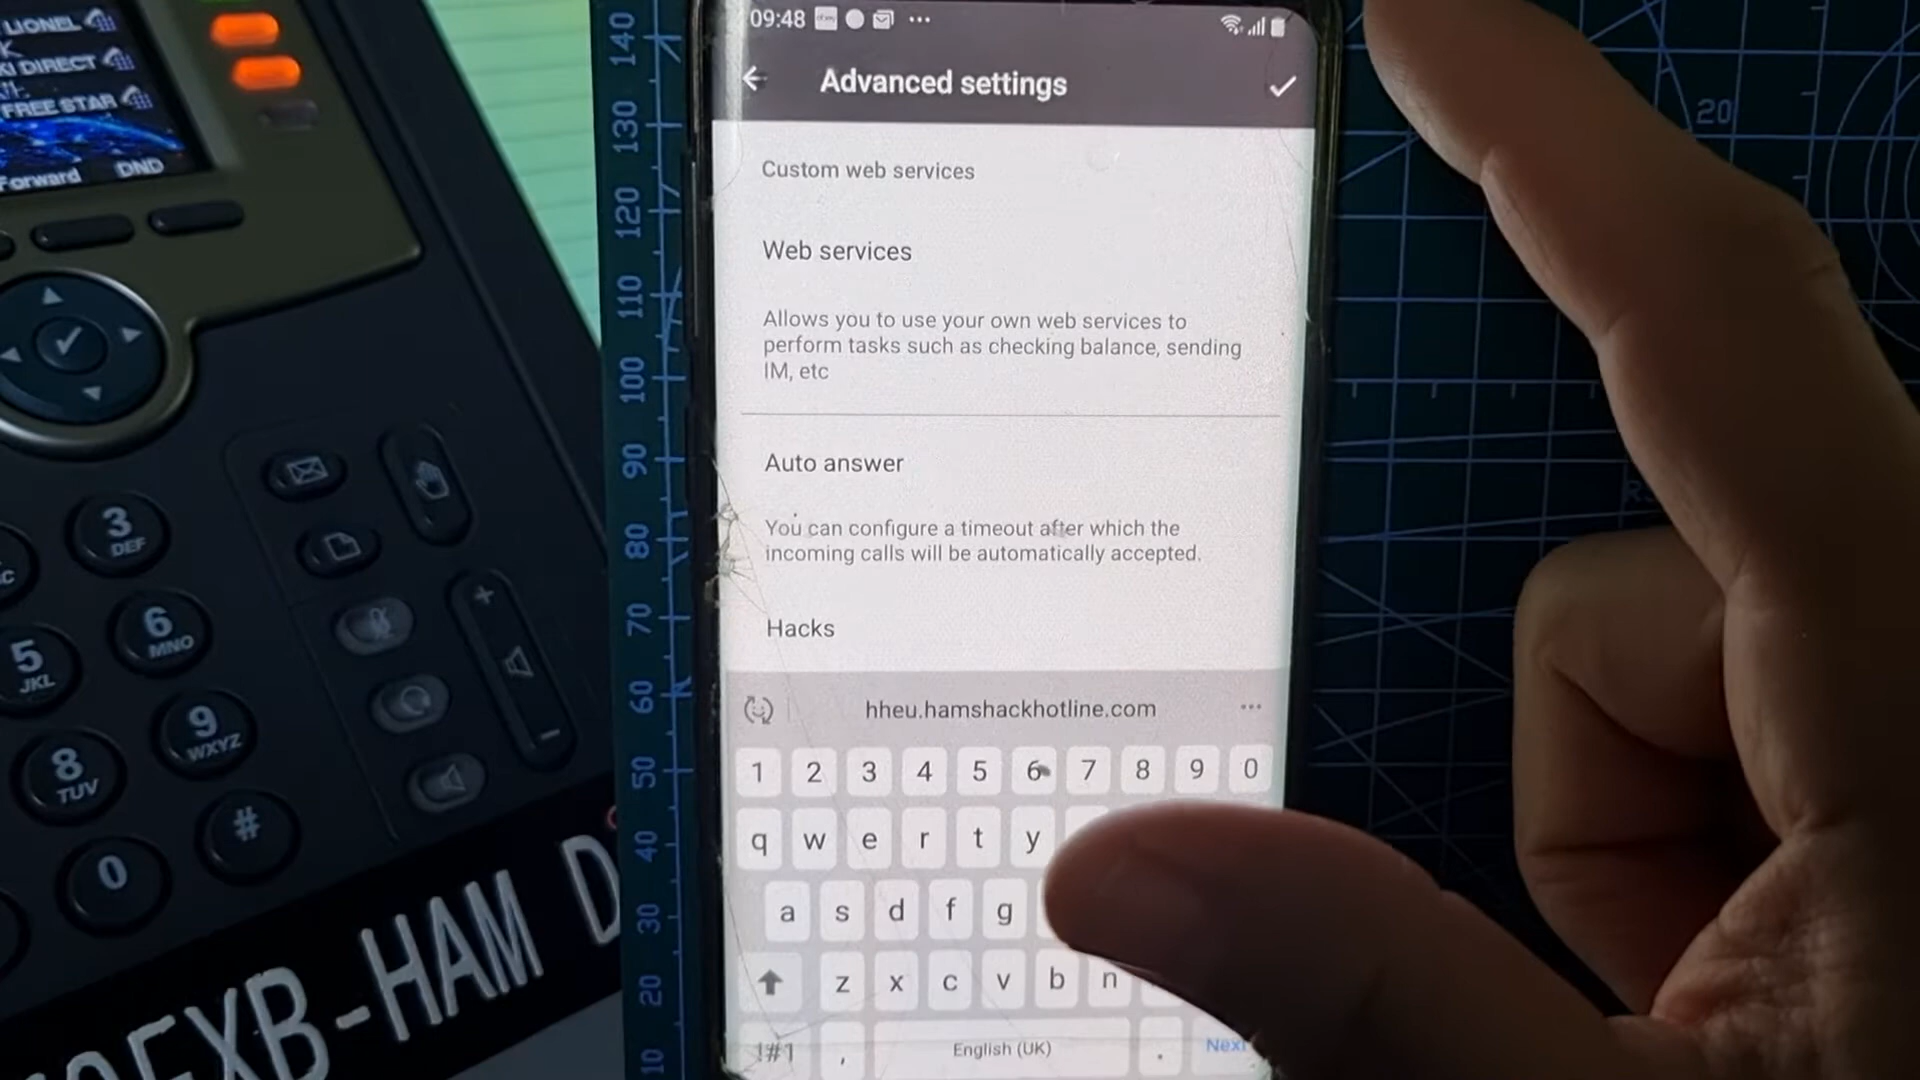 LIONEL
DIRECT
FREE STAR
Forward
DND
3
DEF
5
JKL
6
MNO
8
TUV
9
WXYZ
0
#
-HAM
140
130
120
110
100
90
80
70
60
50
40
30
20
10
20
09:48
Advanced settings
Custom web services
Web services
Allows you to use your own web services to
perform tasks such as checking balance, sending
IM, etc
Auto answer
You can configure a timeout after which the
incoming calls will be automatically accepted.
Hacks
hheu.hamshackhotline.com
1 2 3 4 5 6 7 8 9 0
q w e r t y
a s d f g
z x c v b n
!#1 , English (UK) . Next